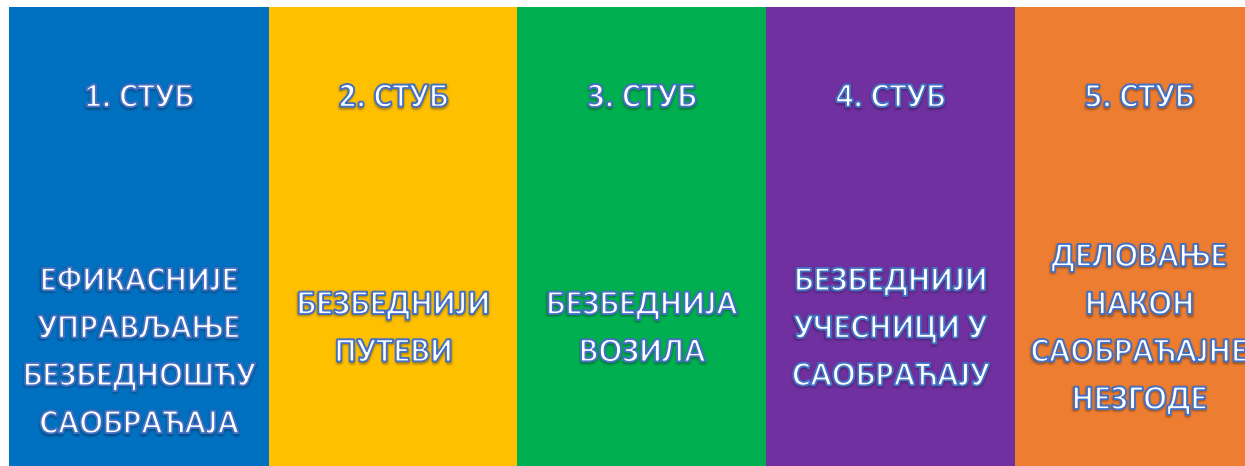 1. СТУБ
ЕФИКАСНИЈЕ
УПРАВЉАЊЕ
БЕЗБЕДНОШЋУ
САОБРАЋАЈА
2. СТУБ
БЕЗБЕДНИЈИ
ПУТЕВИ
3. СТУБ
БЕЗБЕДНИЈА
ВОЗИЛА
4. СТУБ
БЕЗБЕДНИЈИ
УЧЕСНИЦИ У
САОБРАЋАЈУ
5. СТУБ
ДЕЛОВАЊЕ
НАКОН
САОБРАЋАЈНЕ
НЕЗГОДЕ